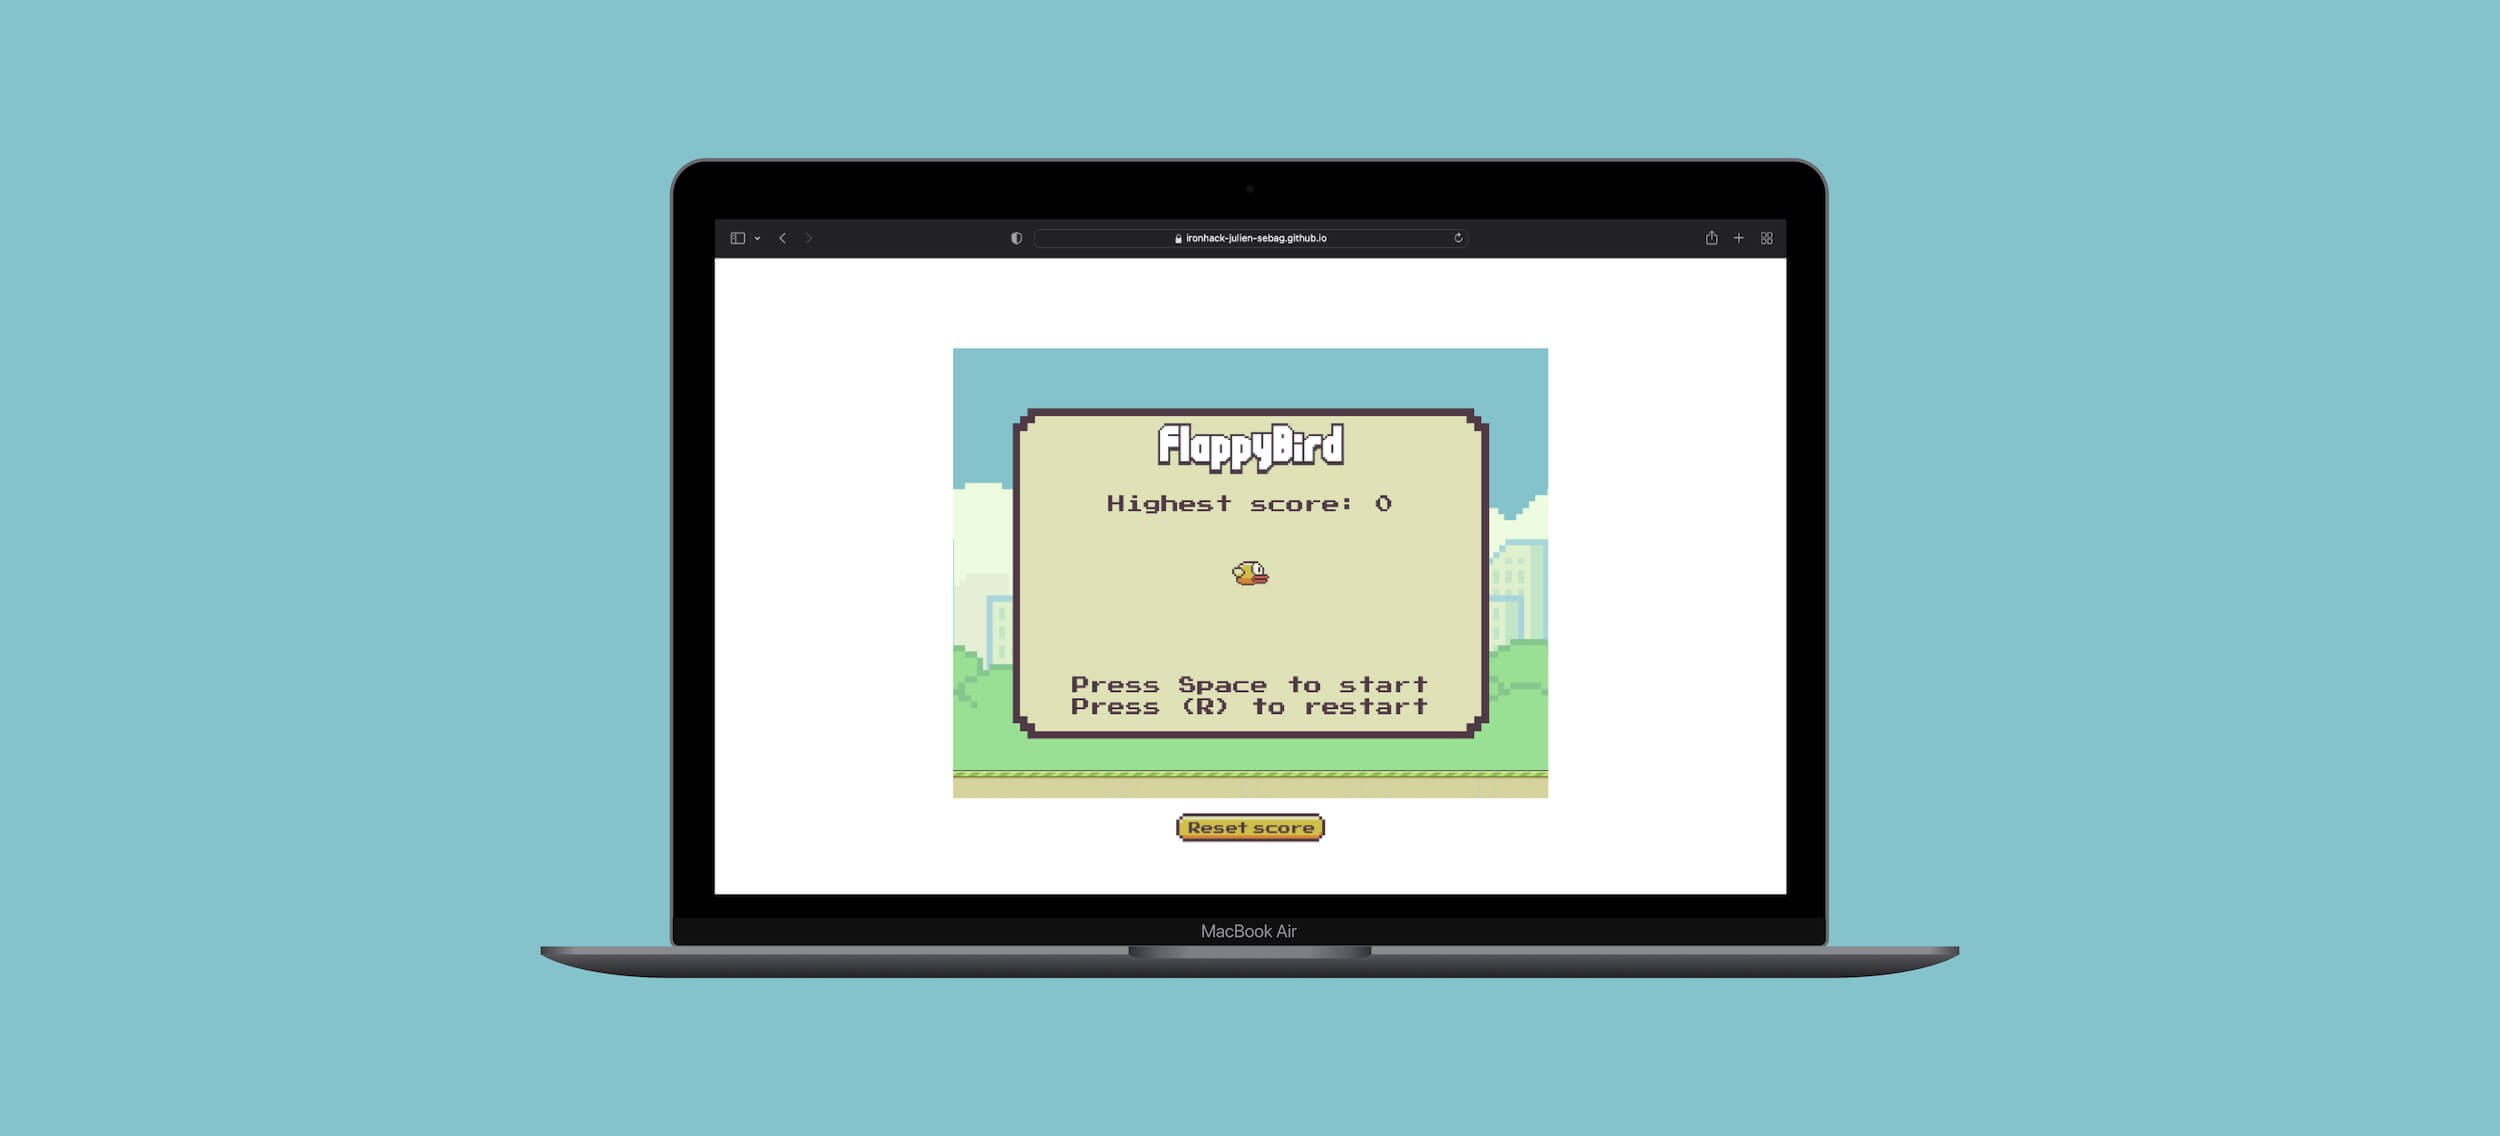 ironhack-julien-sebag.github.io
FlappyBird
Highest score: 0
Press Space to start
Press (R) to restart
Reset score
MacBook Air